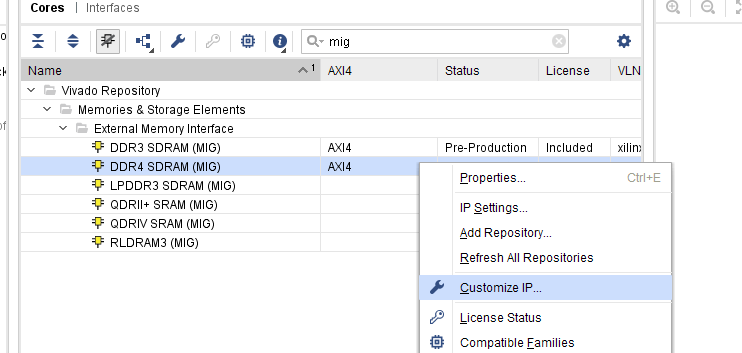 Cores | Interfaces
mig
Name 1 AXI4 Status License VLN
Vivado Repository
Memories & Storage Elements
External Memory Interface
DDR3 SDRAM (MIG) AXI4 Pre-Production Included xilin
DDR4 SDRAM (MIG) AXI4
LPDDR3 SDRAM (MIG)
QDRII+ SRAM (MIG)
QDRIV SRAM (MIG)
RLDRAM3 (MIG)
Properties... Ctrl+E
IP Settings...
Add Repository...
Refresh All Repositories
Customize IP...
License Status
Compatible Families